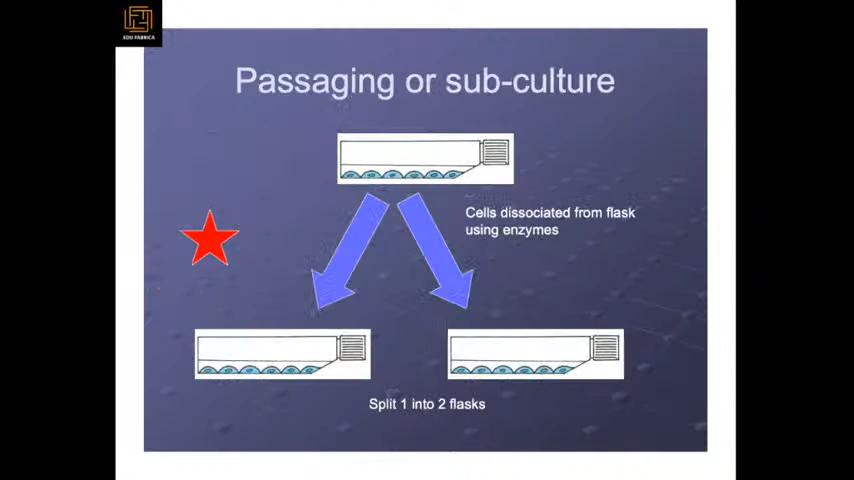 EDU FABRICA
Passaging or sub-culture
Cells dissociated from flask
using enzymes
Split 1 into 2 flasks